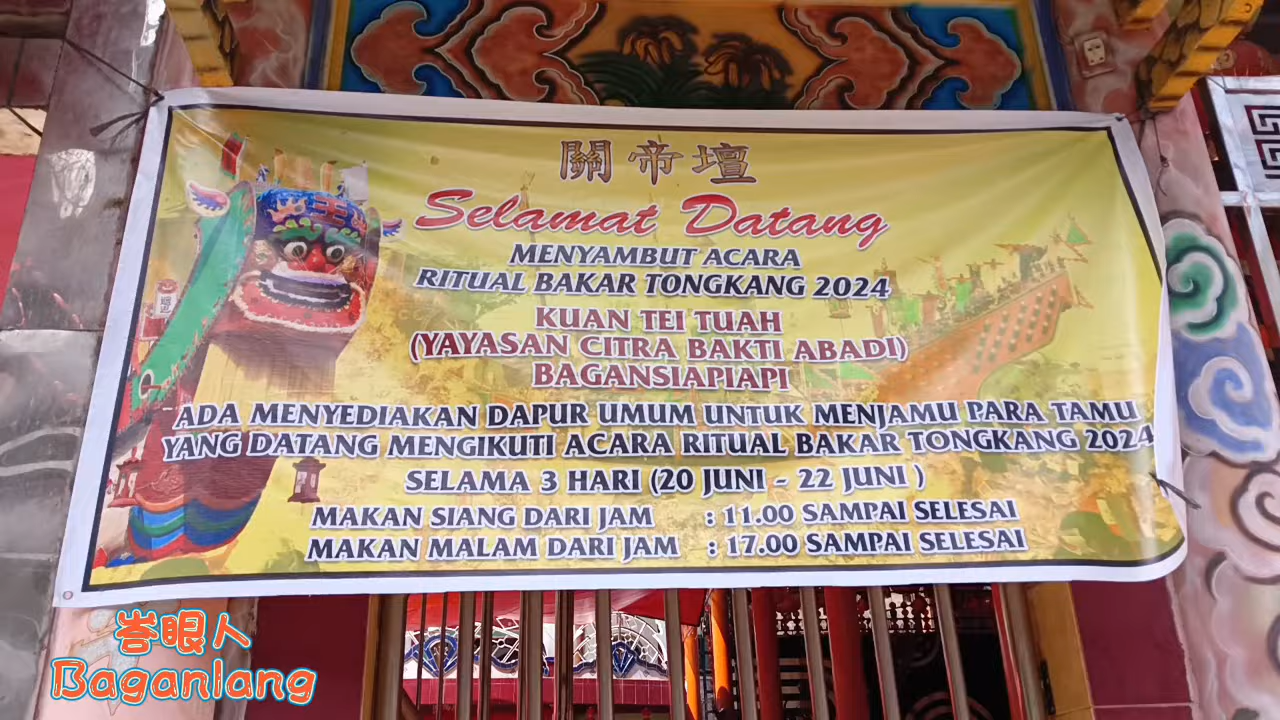 關帝壇
Selamat Datang
MENYAMBUT ACARA
RITUAL BAKAR TONGKANG 2024
KUAN TEI TUAH
(YAYASAN CITRA BAKTI ABADI)
BAGANSIAPIAPI
ADA MENYEDIAKAN DAPUR UMUM UNTUK MENJAMU PARA TAMU
YANG DATANG MENGIKUTI ACARA RITUAL BAKAR TONGKANG 2024
SELAMA 3 HARI (20 JUNI - 22 JUNI )
MAKAN SIANG DARI JAM : 11.00 SAMPAI SELESAI
MAKAN MALAM DARI JAM : 17.00 SAMPAI SELESAI
峇眼人
Baganlang